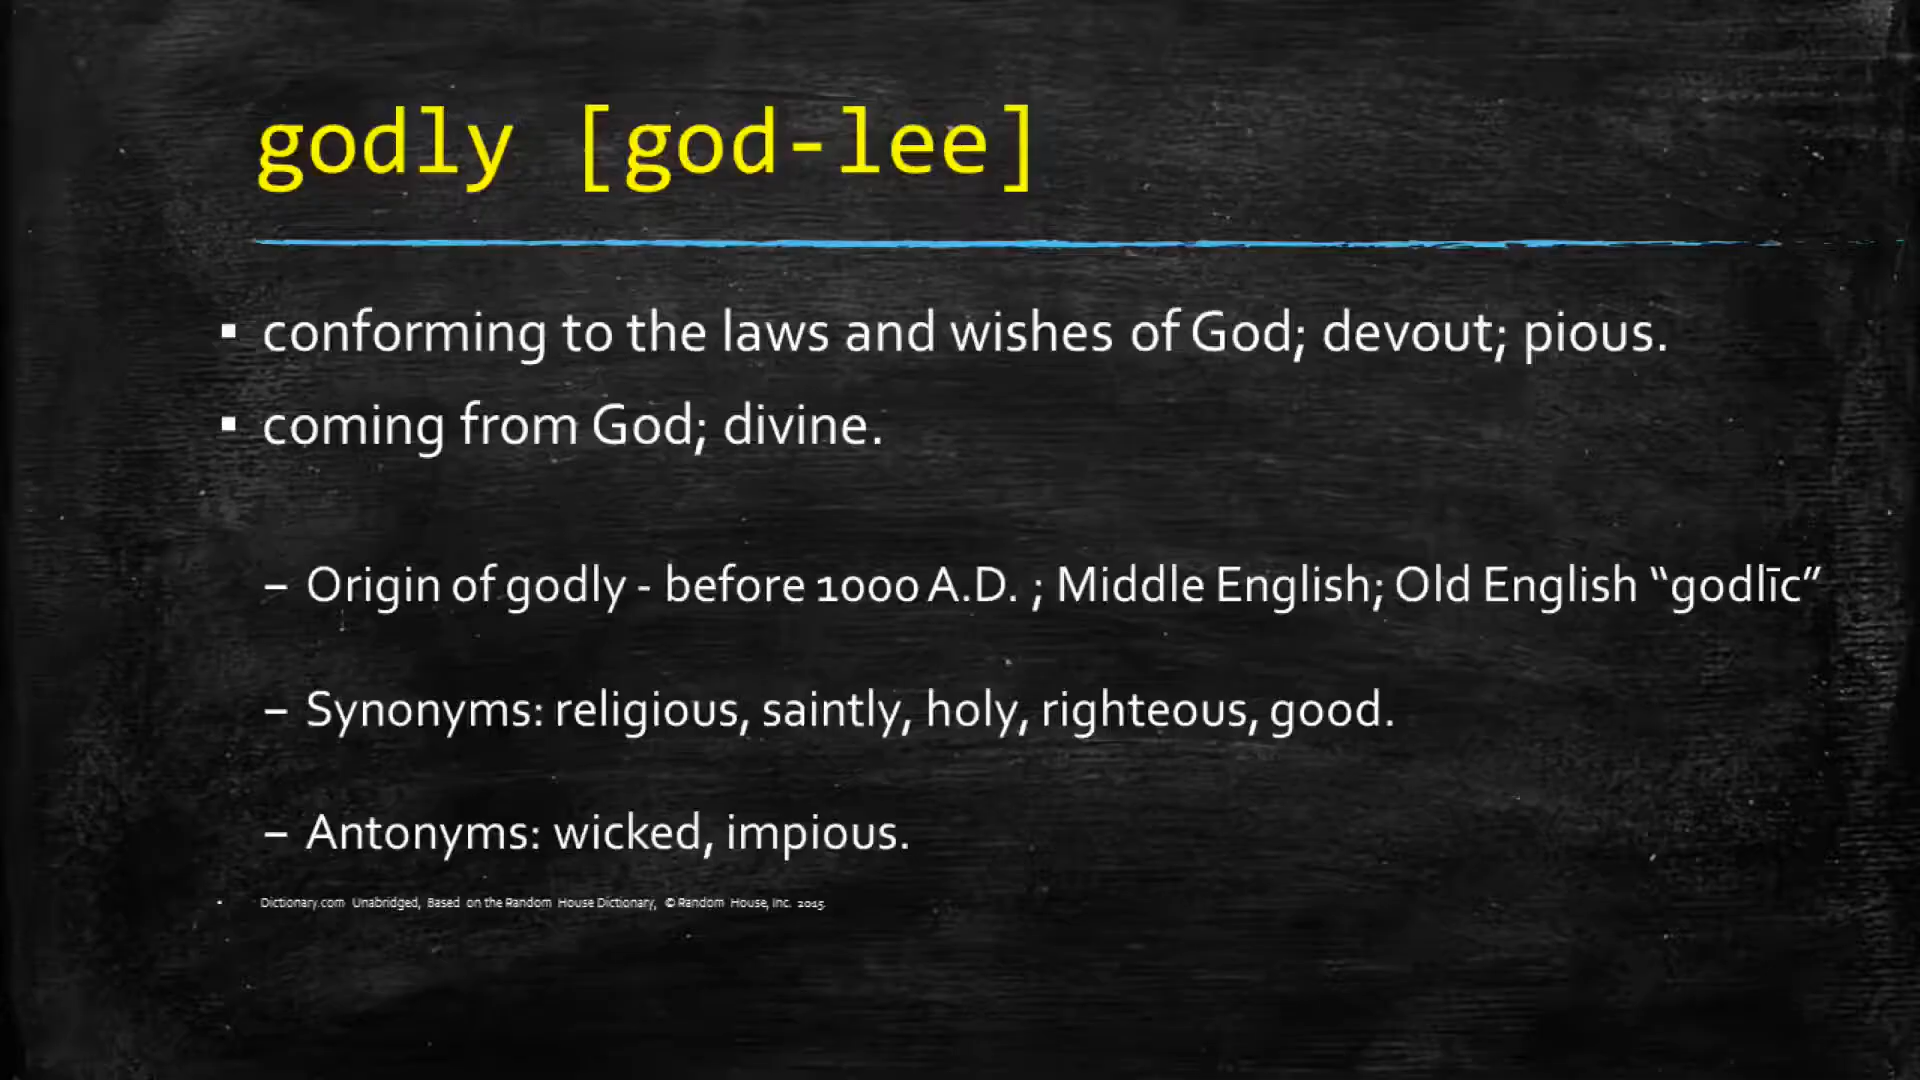 godly [god-lee]
▪ conforming to the laws and wishes of God; devout; pious.
▪ coming from God; divine.
– Origin of godly - before 1000 A.D. ; Middle English; Old English “godlīc”
– Synonyms: religious, saintly, holy, righteous, good.
– Antonyms: wicked, impious.
▪ Dictionary.com Unabridged, Based on the Random House Dictionary, © Random House, Inc. 2015.